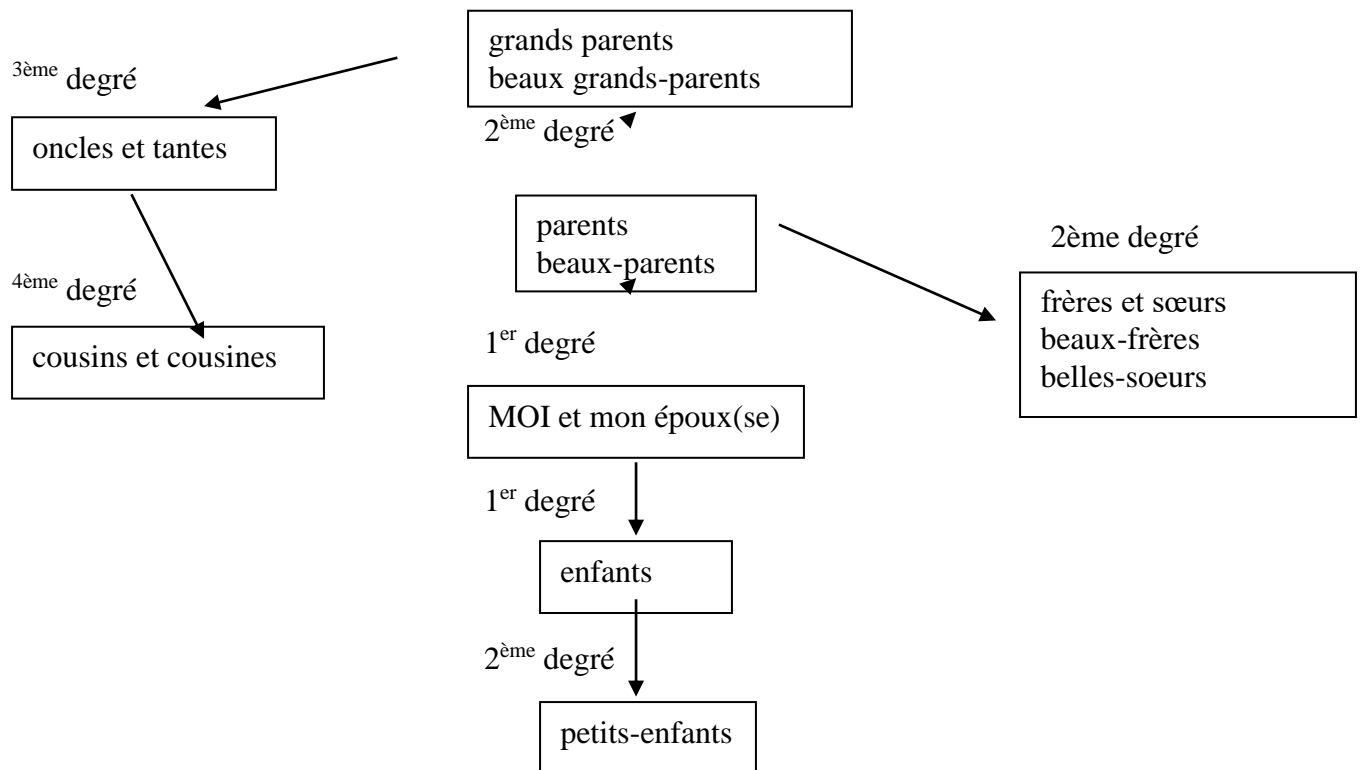 grands parents
beaux grands-parents
3ème degré
2ème degré
oncles et tantes
parents
beaux-parents
2ème degré
4ème degré
frères et sœurs
beaux-frères
belles-soeurs
1er degré
cousins et cousines
MOI et mon époux(se)
1er degré
enfants
2ème degré
petits-enfants